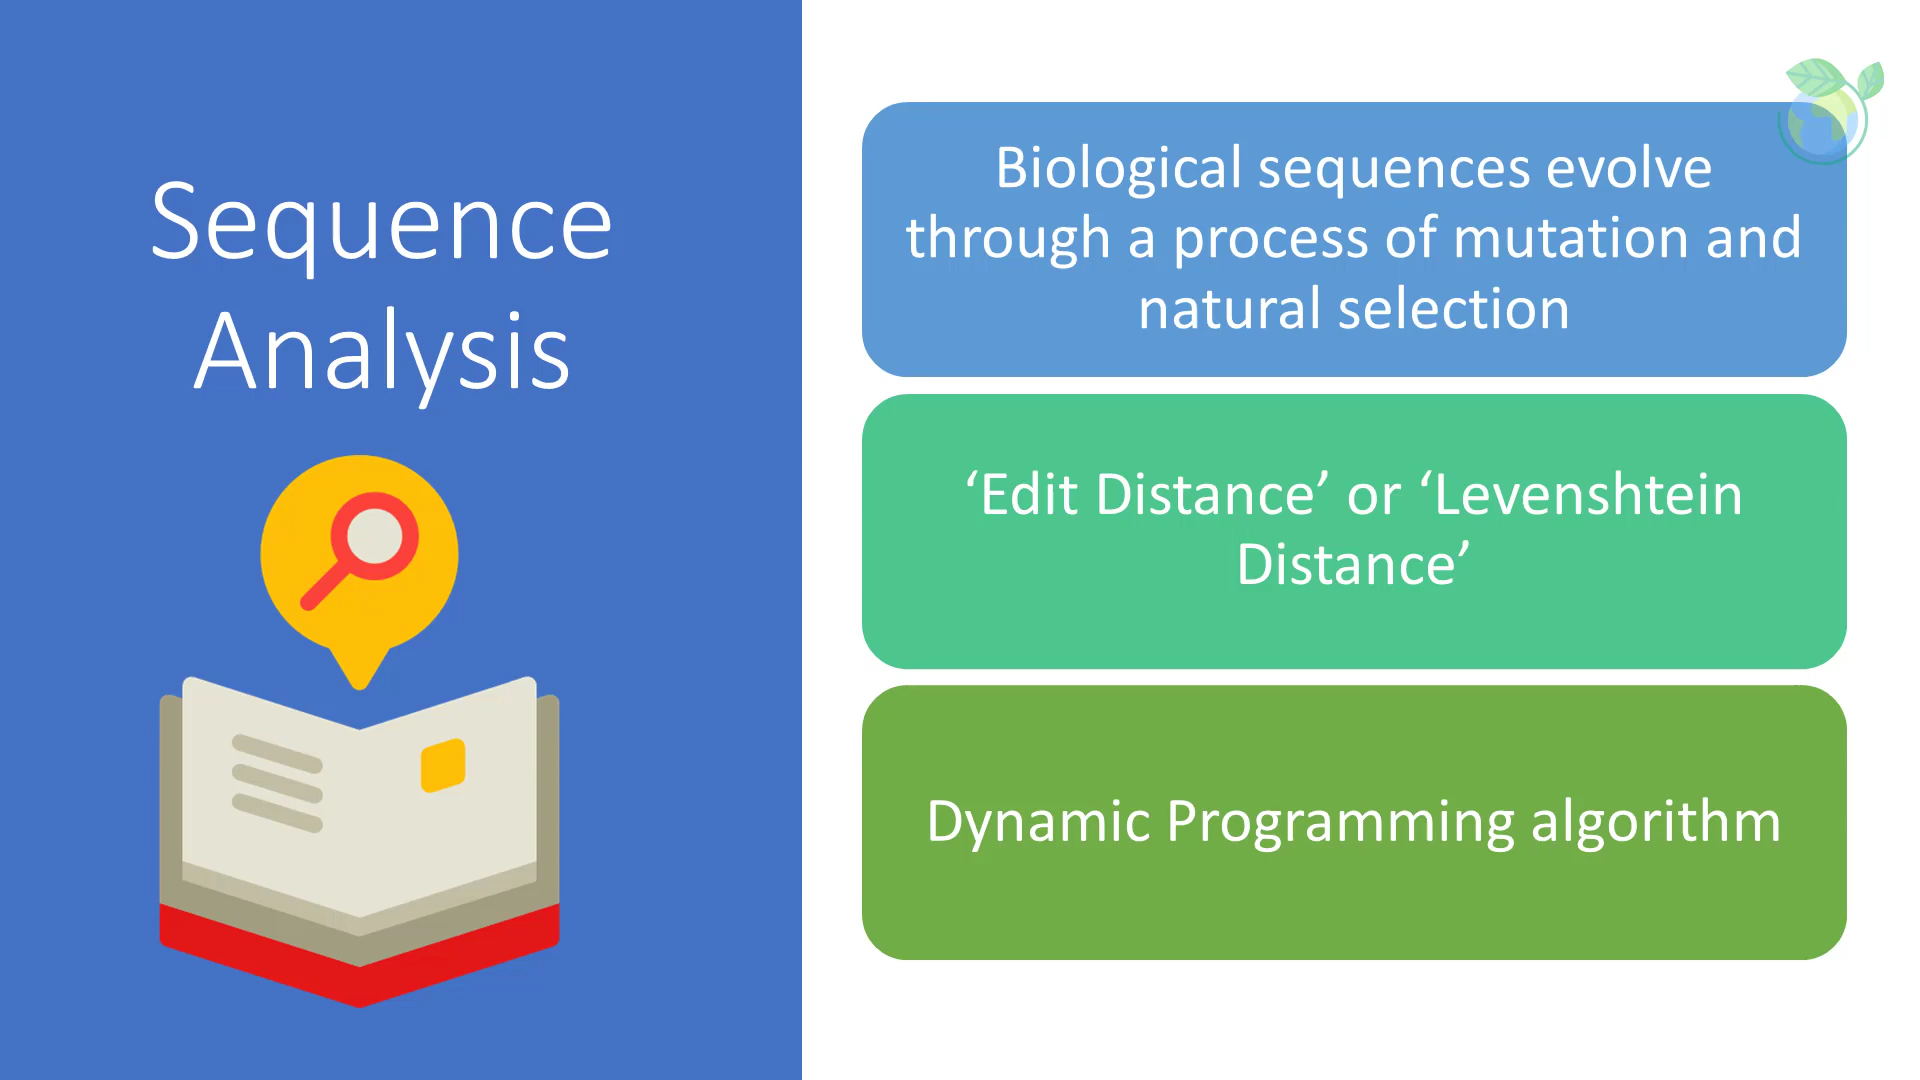 Sequence
Analysis
Biological sequences evolve
through a process of mutation and
natural selection
‘Edit Distance’ or ‘Levenshtein
Distance’
Dynamic Programming algorithm